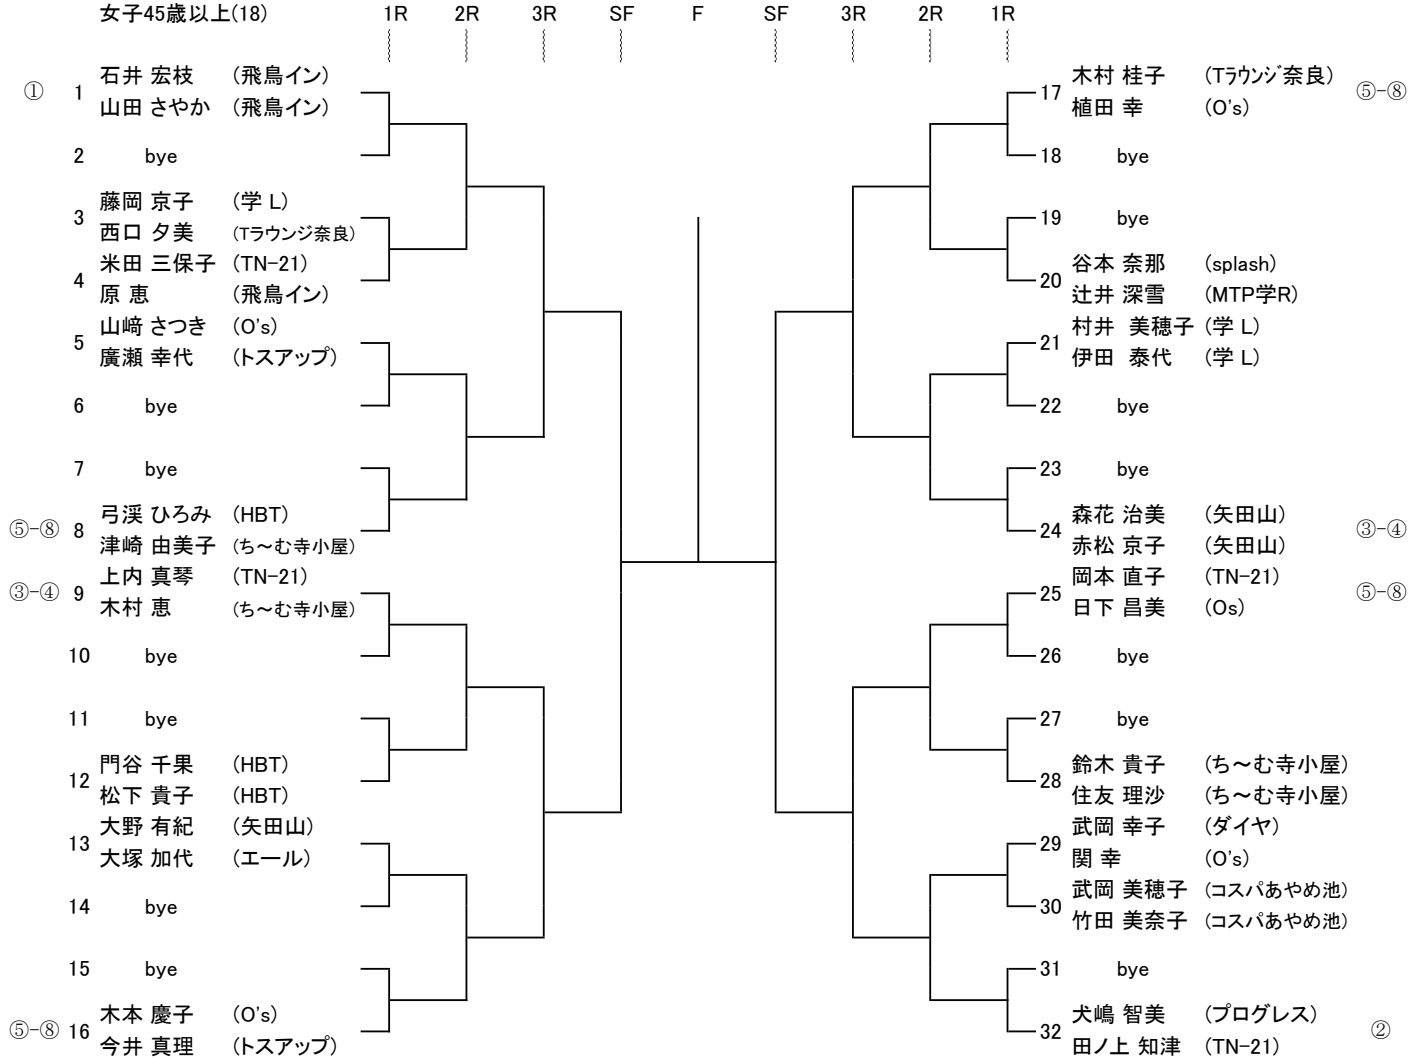 女子45歳以上(18) 1R 2R 3R SF F SF 3R 2R 1R
① 1 石井 宏枝 (飛鳥イン)
山田 さやか (飛鳥イン)
2 bye
3 藤岡 京子 (学 L)
西口 夕美 (Tラウンジ奈良)
4 米田 三保子 (TN-21)
原 恵 (飛鳥イン)
5 山﨑 さつき (O's)
廣瀬 幸代 (トスアップ)
6 bye
7 bye
⑤-⑧ 8 弓渓 ひろみ (HBT)
津崎 由美子 (ち～む寺小屋)
③-④ 9 上内 真琴 (TN-21)
木村 恵 (ち～む寺小屋)
10 bye
11 bye
12 門谷 千果 (HBT)
松下 貴子 (HBT)
13 大野 有紀 (矢田山)
大塚 加代 (エール)
14 bye
15 bye
⑤-⑧ 16 木本 慶子 (O's)
今井 真理 (トスアップ)
17 木村 桂子 (Tラウンジ奈良) ⑤-⑧
植田 幸 (O's)
18 bye
19 bye
20 谷本 奈那 (splash)
辻井 深雪 (MTP学R)
21 村井 美穂子 (学 L)
伊田 泰代 (学 L)
22 bye
23 bye
24 森花 治美 (矢田山) ③-④
赤松 京子 (矢田山)
25 岡本 直子 (TN-21) ⑤-⑧
日下 昌美 (Os)
26 bye
27 bye
28 鈴木 貴子 (ち～む寺小屋)
住友 理沙 (ち～む寺小屋)
29 武岡 幸子 (ダイヤ)
関 幸 (O's)
30 武岡 美穂子 (コスパあやめ池)
竹田 美奈子 (コスパあやめ池)
31 bye
32 犬嶋 智美 (プログレス) ②
田ノ上 知津 (TN-21)